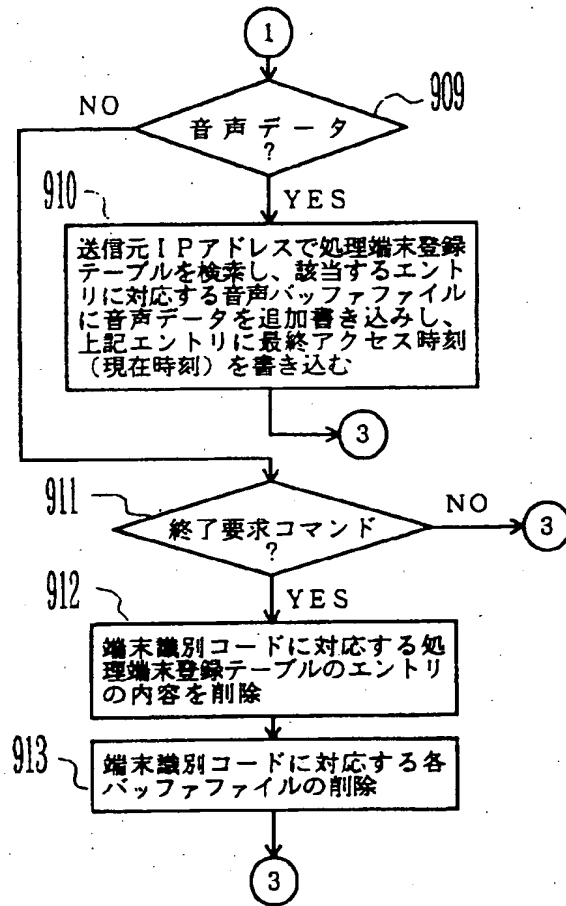 1
909
NO
音声データ
?
YES
910
送信元IPアドレスで処理端末登録
テーブルを検索し、該当するエント
リに対応する音声バッファファイル
に音声データを追加書き込みし、
上記エントリに最終アクセス時刻
(現在時刻)を書き込む
3
911
終了要求コマンド
?
NO
3
YES
912
端末識別コードに対応する処
理端末登録テーブルのエントリ
の内容を削除
913
端末識別コードに対応する各
バッファファイルの削除
3